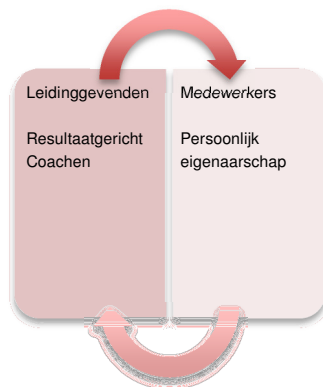 Leidinggevenden
Resultaatgericht
Coachen
Medewerkers
Persoonlijk
eigenaarschap